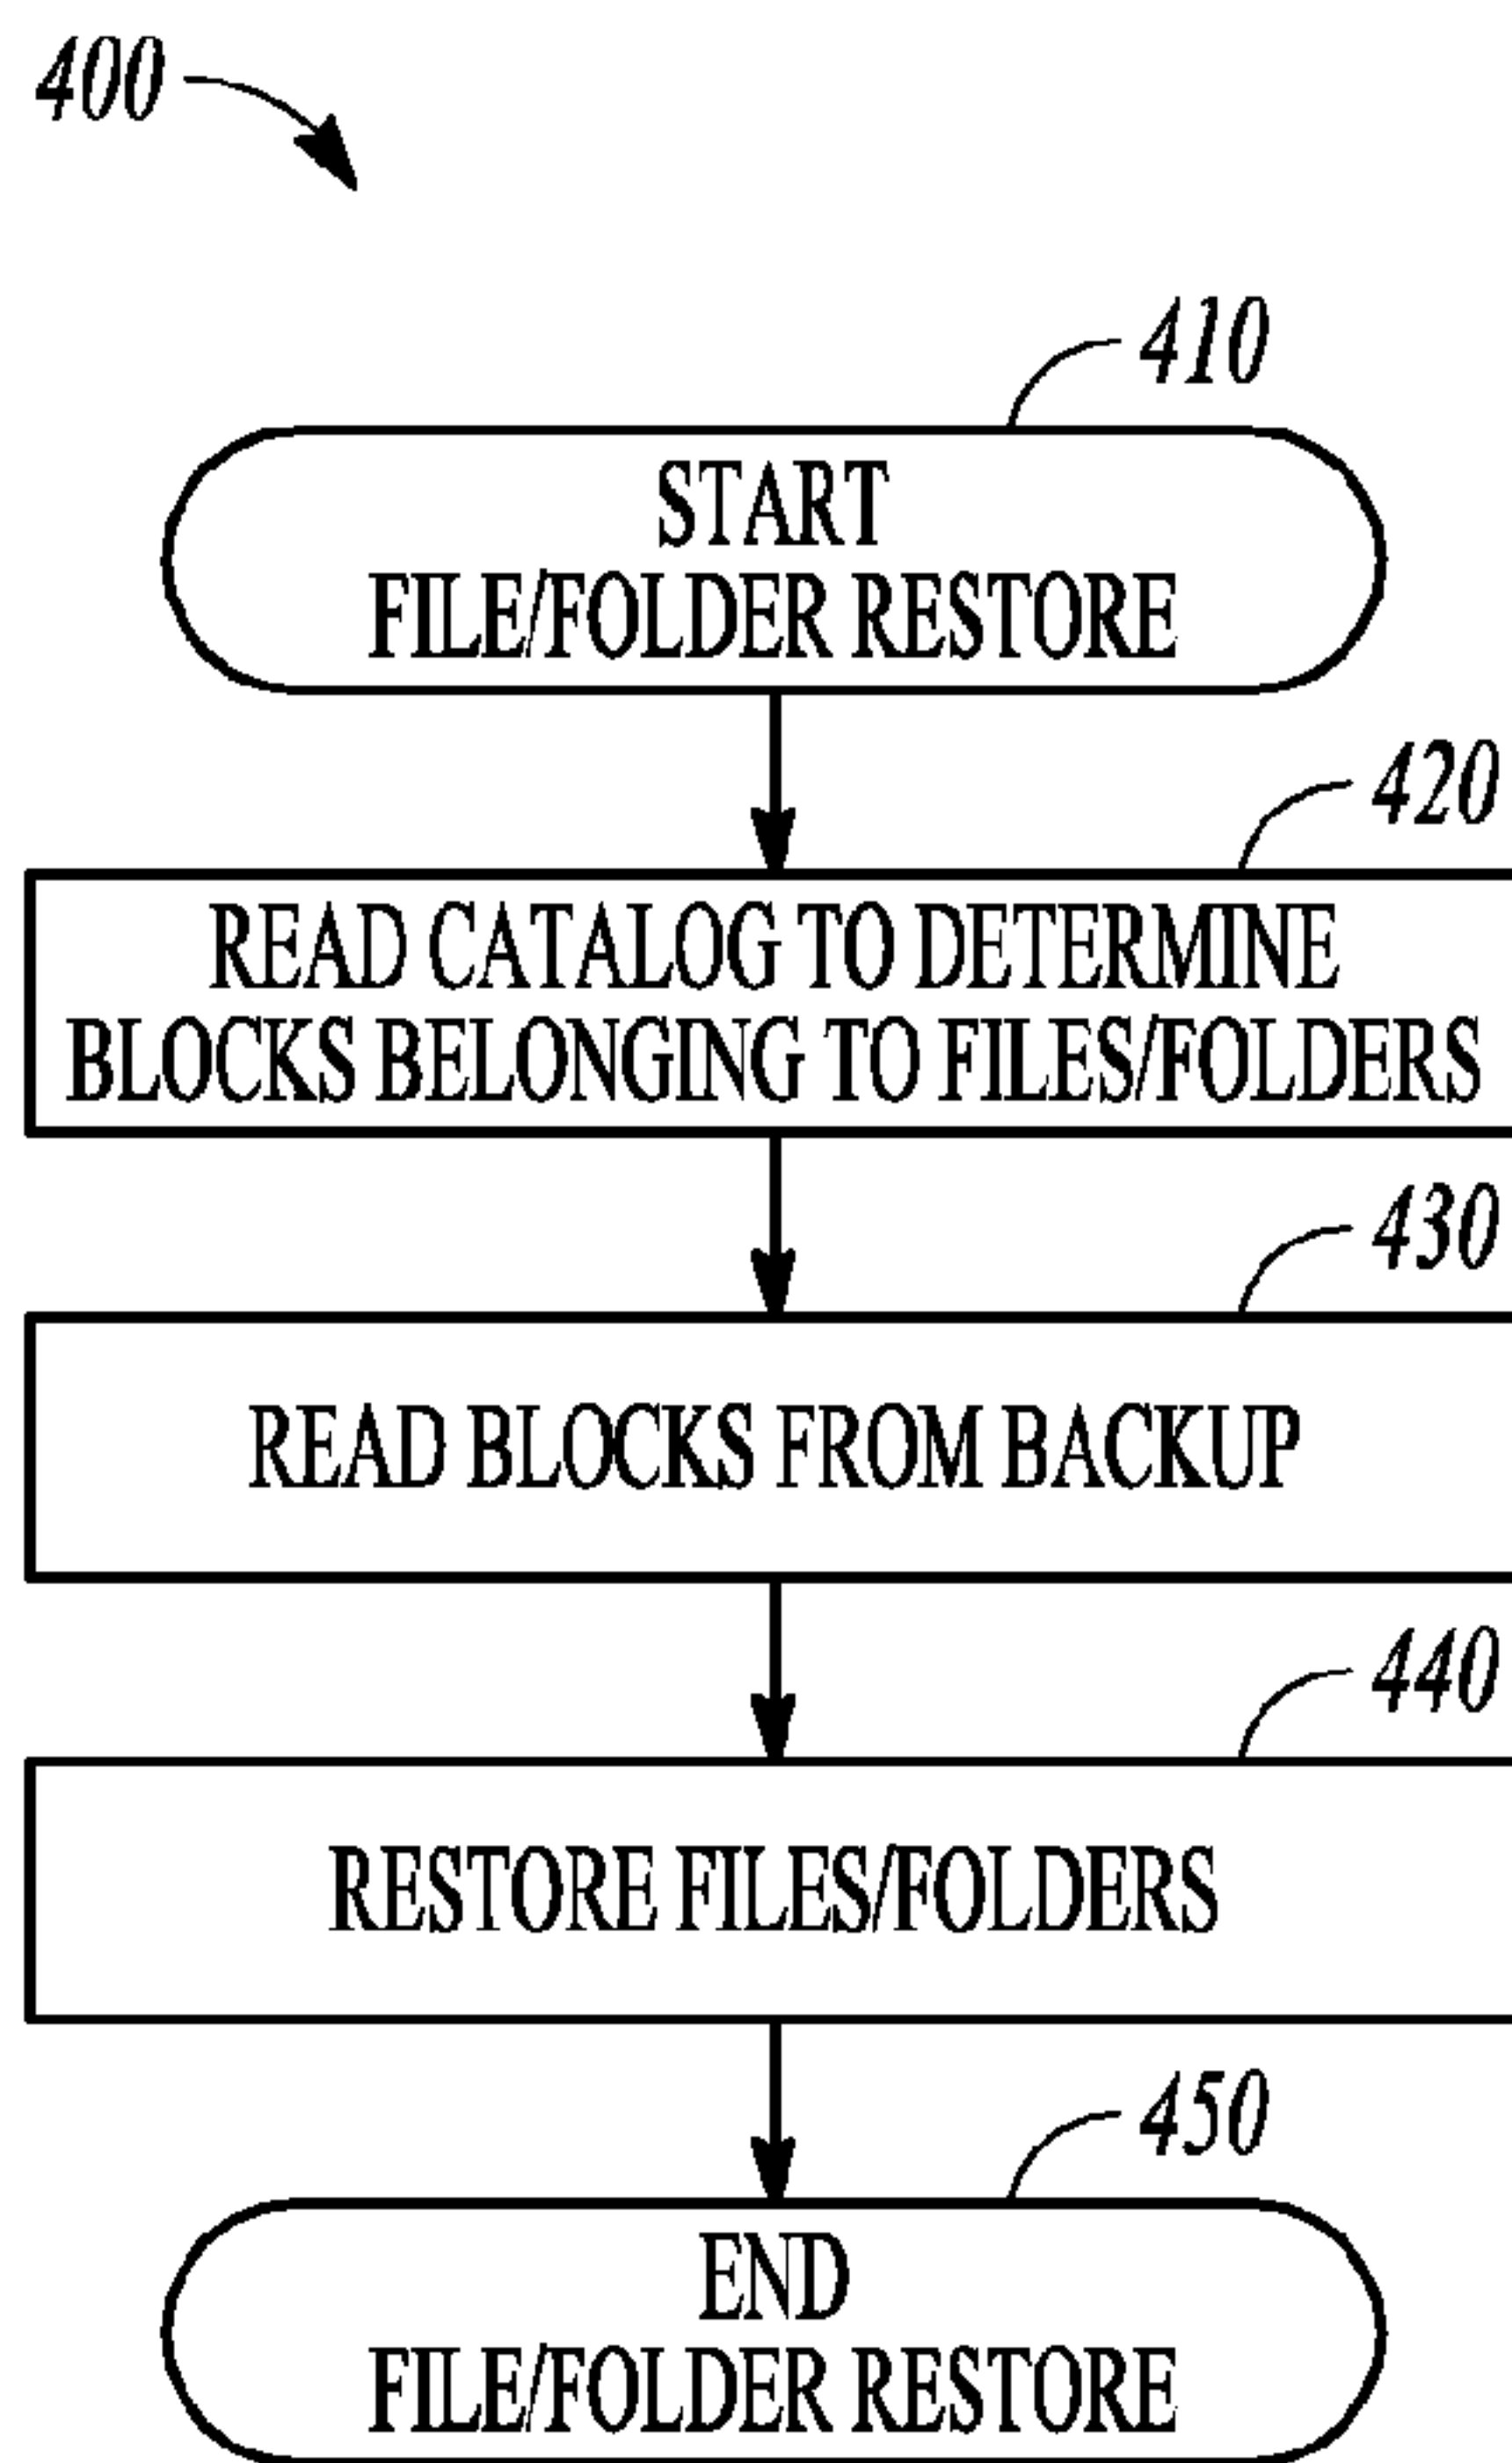 400
410
START
FILE/FOLDER RESTORE
420
READ CATALOG TO DETERMINE
BLOCKS BELONGING TO FILES/FOLDERS
430
READ BLOCKS FROM BACKUP
440
RESTORE FILES/FOLDERS
450
END
FILE/FOLDER RESTORE